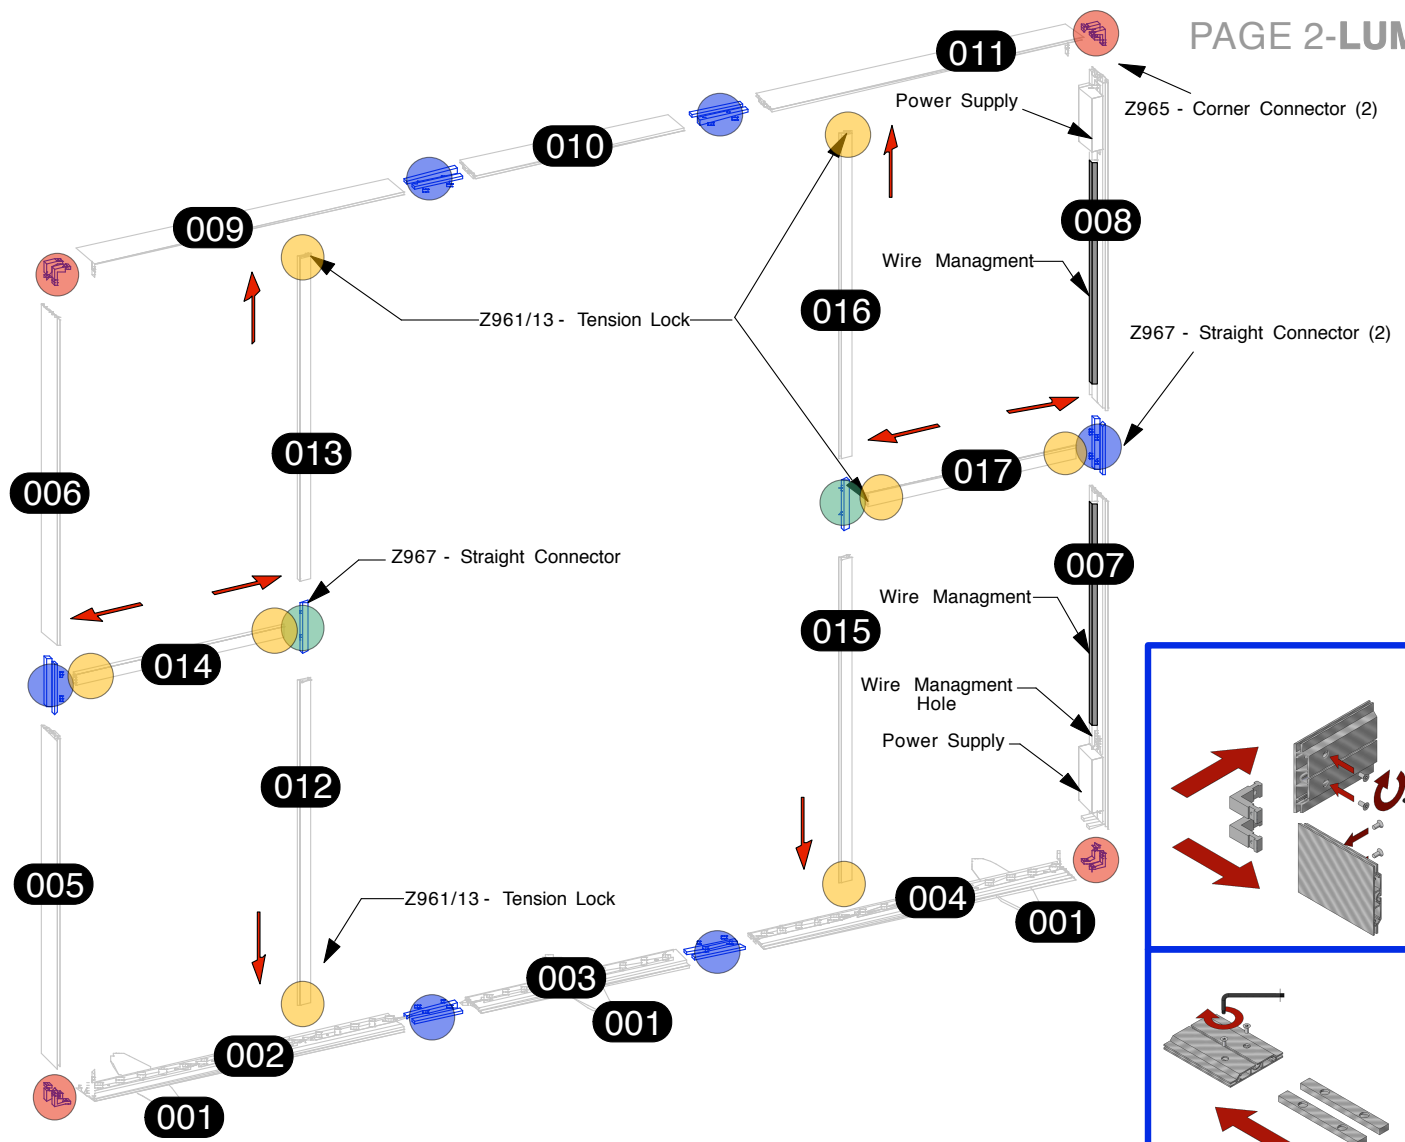 PAGE 2-LUM
011
Power Supply
Z965 - Corner Connector (2)
010
009
008
Wire Managment
016
Z961/13 - Tension Lock
Z967 - Straight Connector (2)
013
017
006
Z967 - Straight Connector
007
Wire Managment
015
014
Wire Managment
Hole
Power Supply
012
005
Z961/13 - Tension Lock
004
001
003
001
002
001